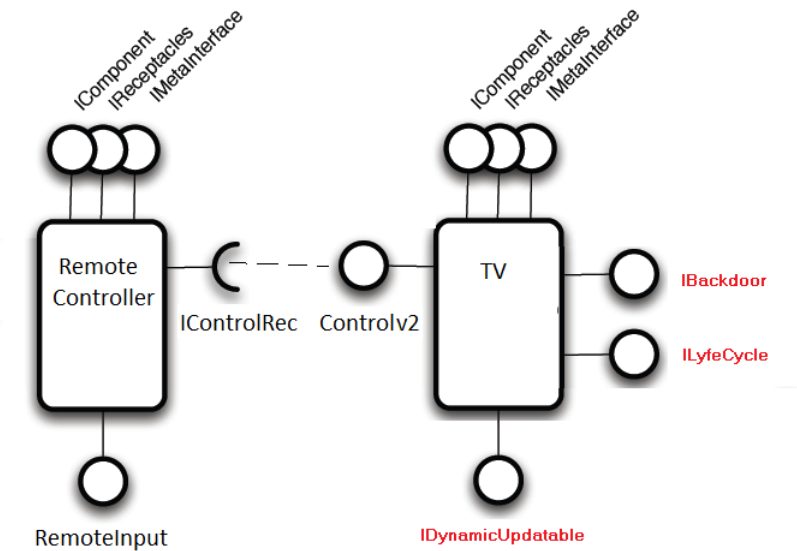 IComponent
IReceptacles
IMetaInterface
IComponent
IReceptacles
IMetaInterface
Remote
Controller
TV
IBackdoor
IControlRec
Controlv2
ILyfeCycle
RemoteInput
IDynamicUpdatable